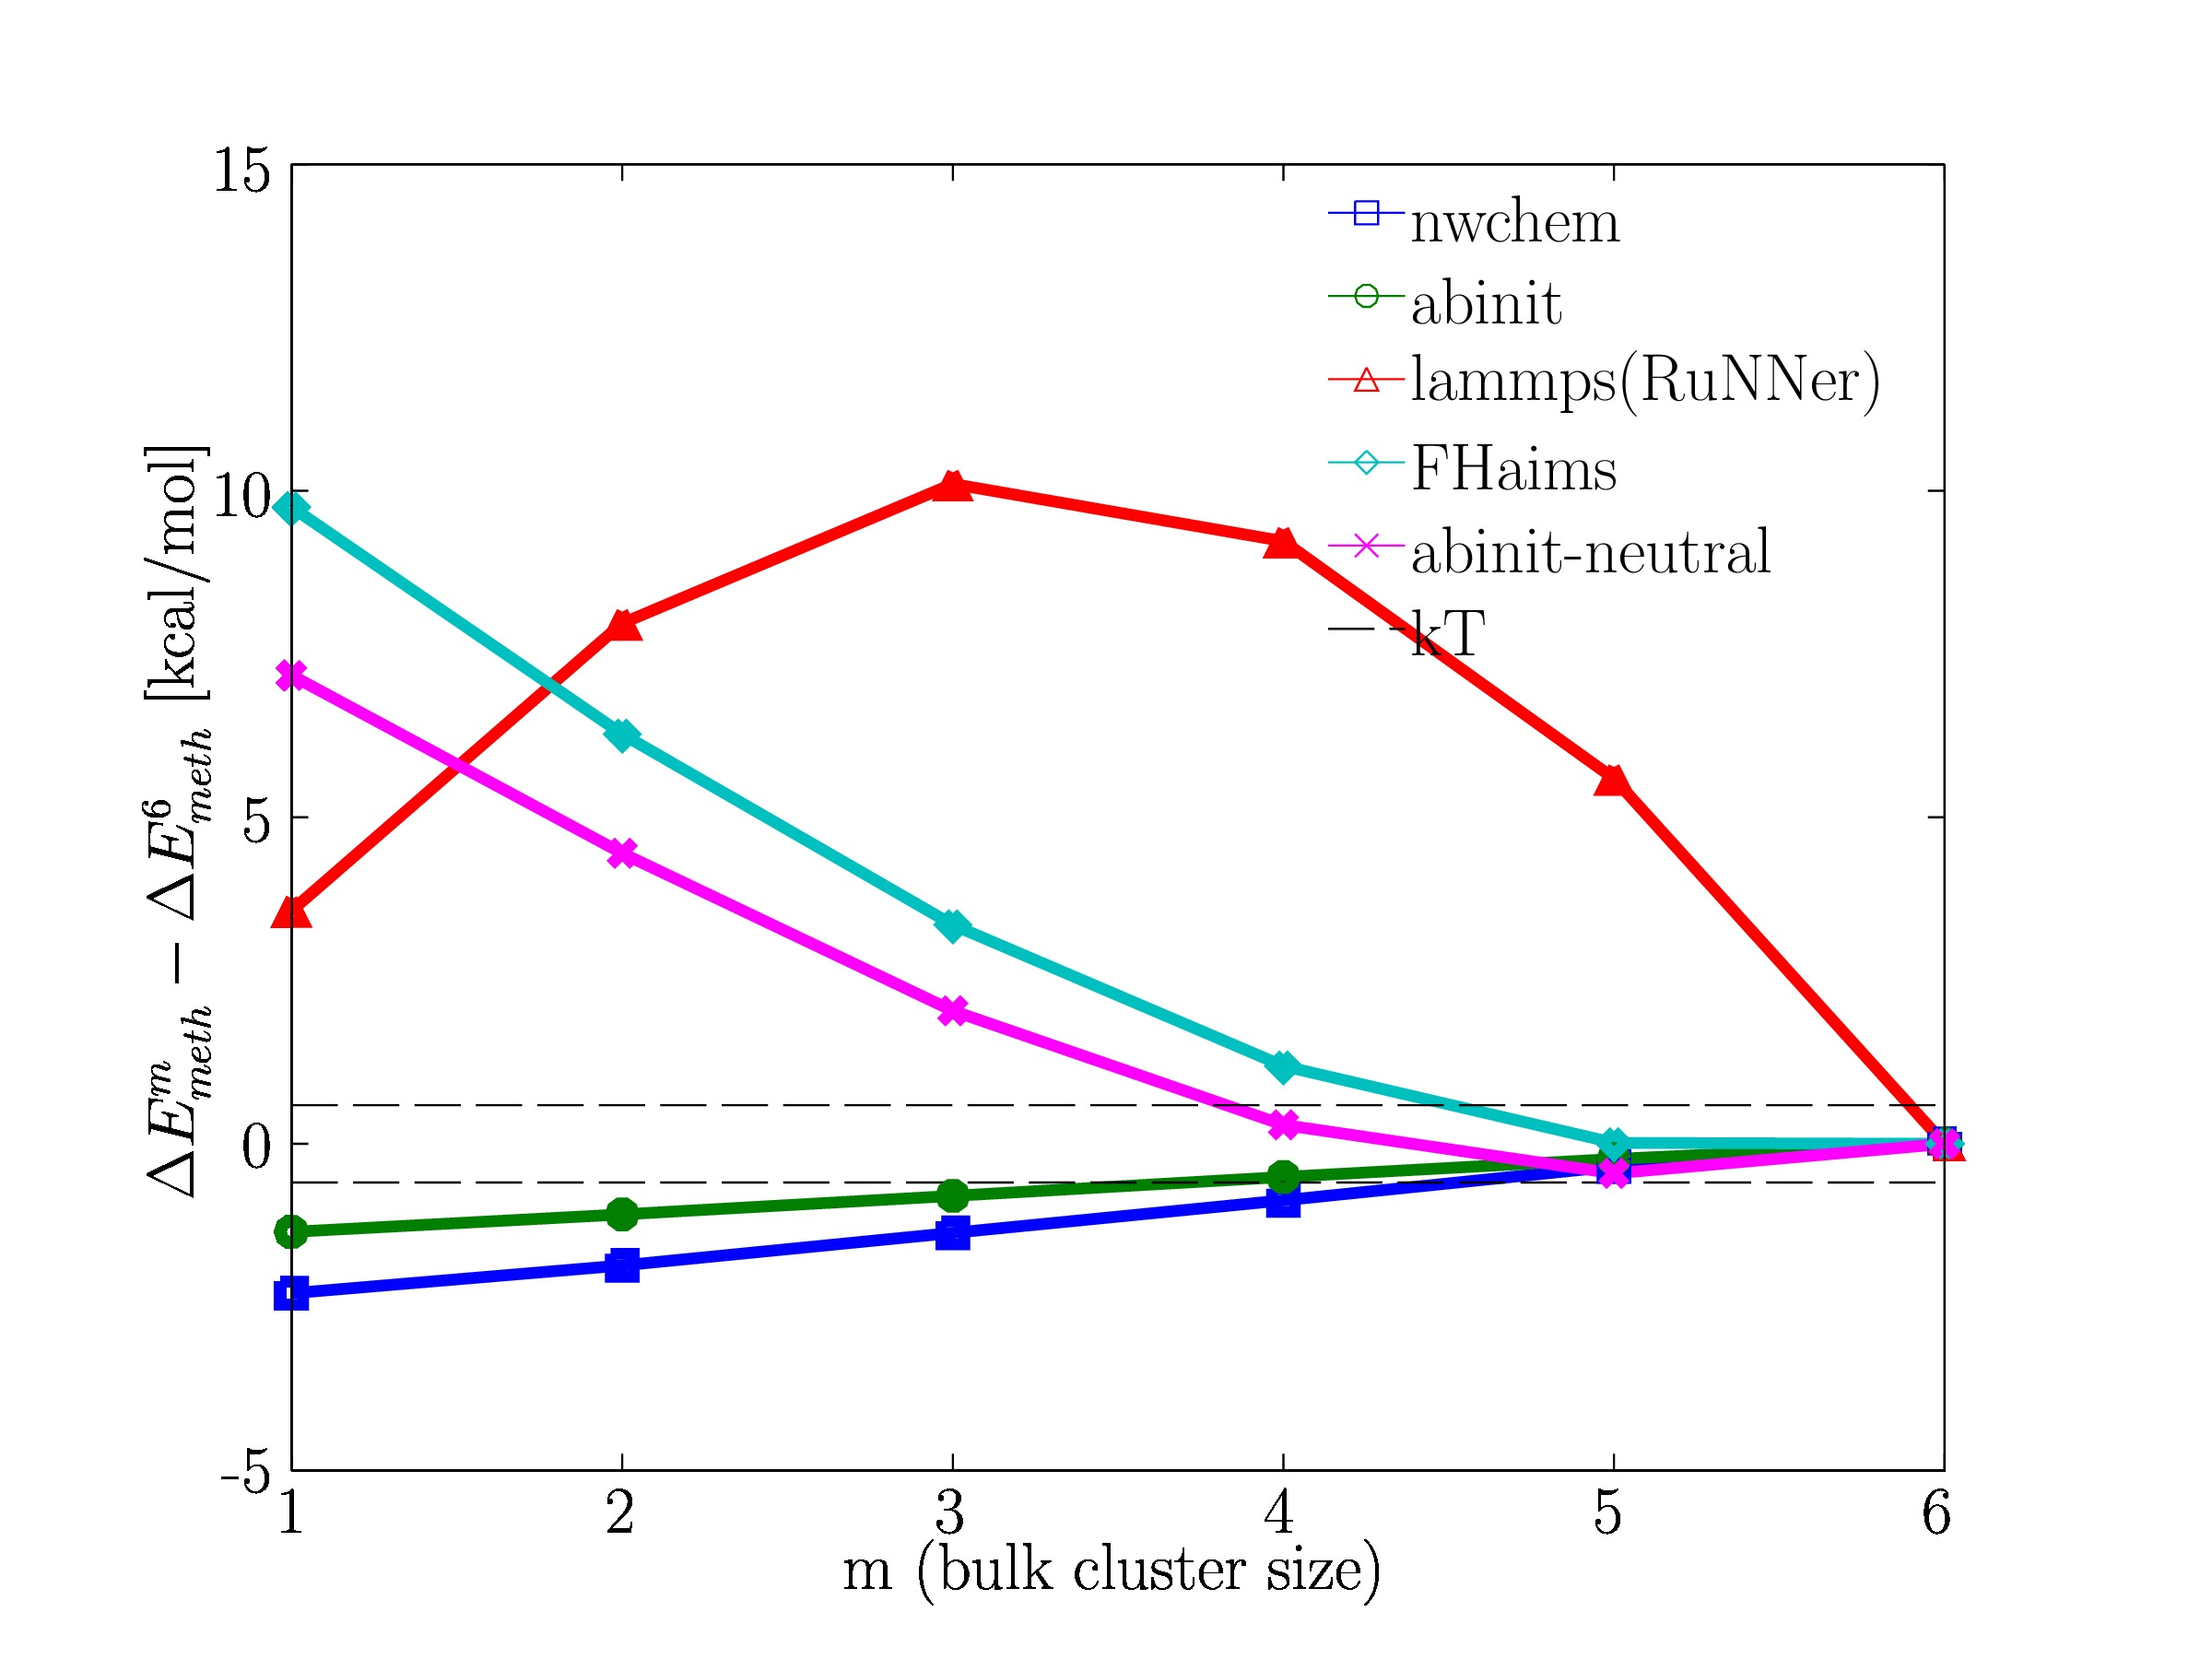 15
10
5
0
-5
1 2 3 4 5 6
m (bulk cluster size)
ΔE^m_meth − ΔE^6_meth [kcal/mol]
nwchem
abinit
lammps(RuNNer)
FHaims
abinit-neutral
kT